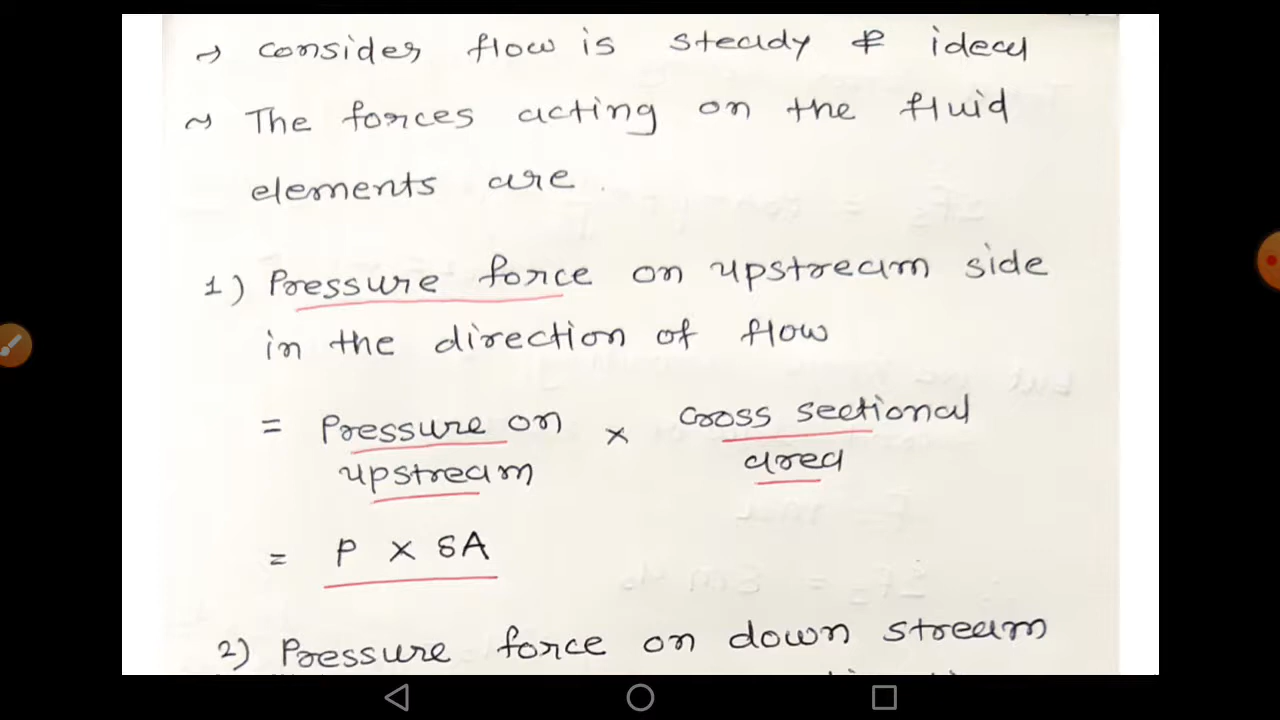 → consider flow is steady & ideal
→ The forces acting on the fluid
elements are
1) Pressure force on upstream side
in the direction of flow
= Pressure on × cross sectional
upstream area
= P × δA
2) Pressure force on down stream